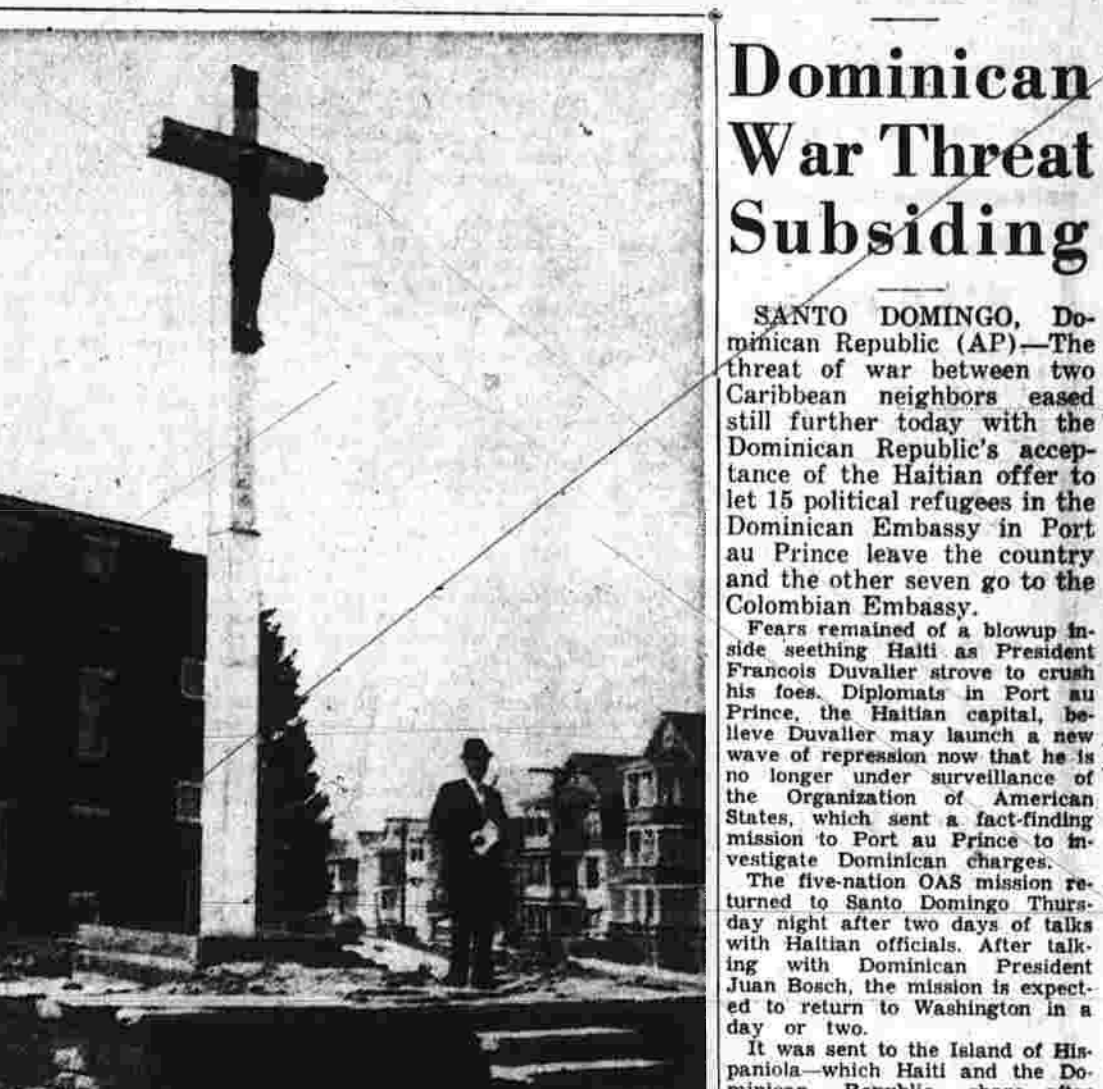 Dominican
War Threat
Subsiding
SANTO DOMINGO, Do-
minican Republic (AP)—The
threat of war between two
Caribbean neighbors eased
still further today with the
Dominican Republic's accep-
tance of the Haitian offer to
let 15 political refugees in the
Dominican Embassy in Port
au Prince leave the country
and the other seven go to the
Colombian Embassy.
Fears remained of a blowup in-
side seething Haiti as President
Francois Duvalier strove to crush
his foes. Diplomats in Port au
Prince, the Haitian capital, be-
lieve Duvalier may launch a new
wave of repression now that he is
no longer under surveillance of
the Organization of American
States, which sent a fact-finding
mission to Port au Prince to in-
vestigate Dominican charges.
The five-nation OAS mission re-
turned to Santo Domingo Thurs-
day night after two days of talks
with Haitian officials. After talk-
ing with Dominican President
Juan Bosch, the mission is expect-
ed to return to Washington in a
day or two.
It was sent to the Island of His-
paniola—which Haiti and the Do-
minican Republic